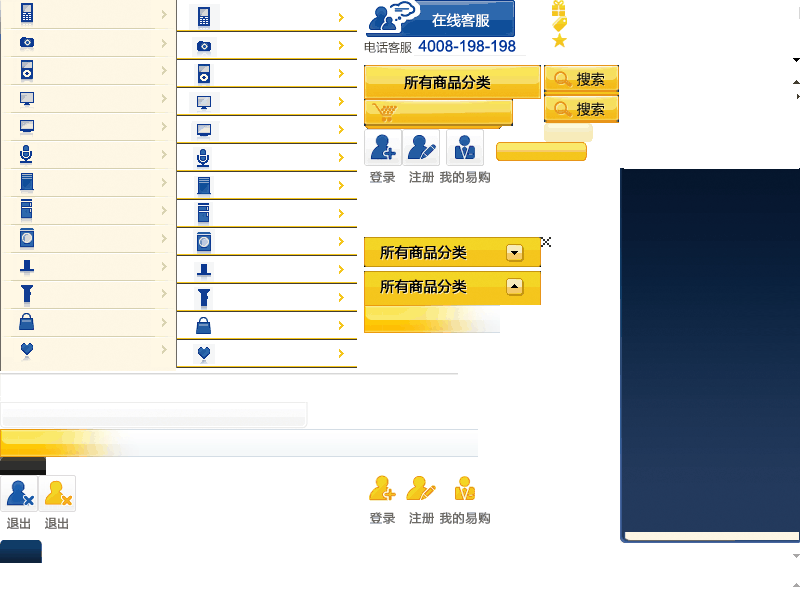 在线客服
电话客服 4008-198-198
所有商品分类
搜索
搜索
登录 注册 我的易购
所有商品分类
所有商品分类
退出 退出
登录 注册 我的易购